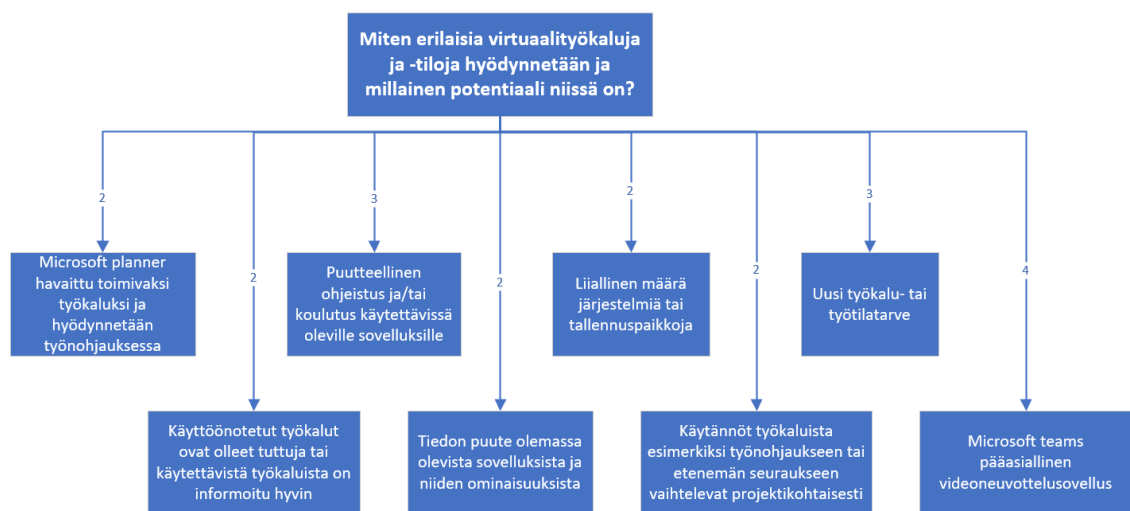 Miten erilaisia virtuaalityökaluja
ja -tiloja hyödynnetään ja
millainen potentiaali niissä on?
2
3
2
3
Microsoft planner
havaittu toimivaksi
työkaluksi ja
hyödynnetään
työnohjauksessa
2
Puutteellinen
ohjeistus ja/tai
koulutus käytettävissä
oleville sovelluksille
2
Liiallinen määrä
järjestelmiä tai
tallennuspaikkoja
2
Uusi työkalu- tai
työtilatarve
4
Käyttöönotetut työkalut
ovat olleet tuttuja tai
käytettävistä työkaluista on
informoitu hyvin
Tiedon puute olemassa
olevista sovelluksista ja
niiden ominaisuuksista
Käytännöt työkaluista
esimerkiksi työnohjaukseen tai
etenemän seuraukseen
vaihtelevat projektikohtaisesti
Microsoft teams
pääasiallinen
videoneuvottelusovellus